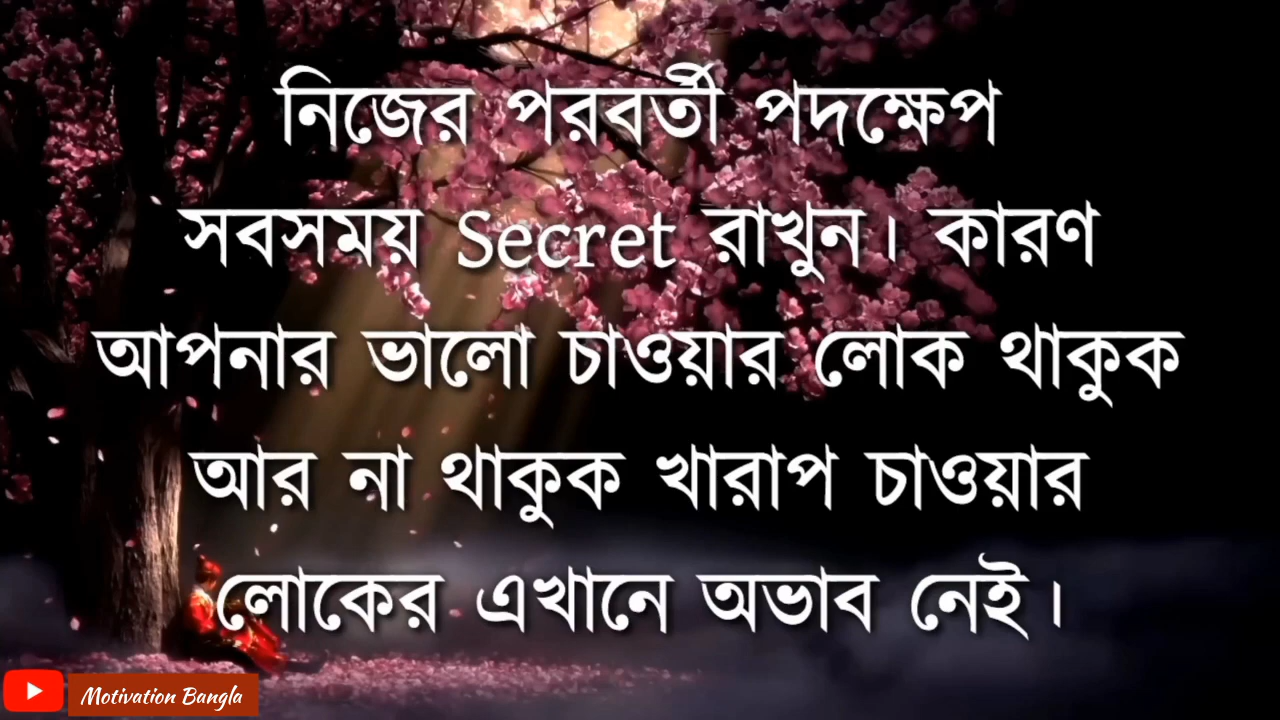 নিজের পরবর্তী পদক্ষেপ
সবসময় Secret রাখুন। কারণ
আপনার ভালো চাওয়ার লোক থাকুক
আর না থাকুক খারাপ চাওয়ার
লোকের এখানে অভাব নেই।
Motivation Bangla